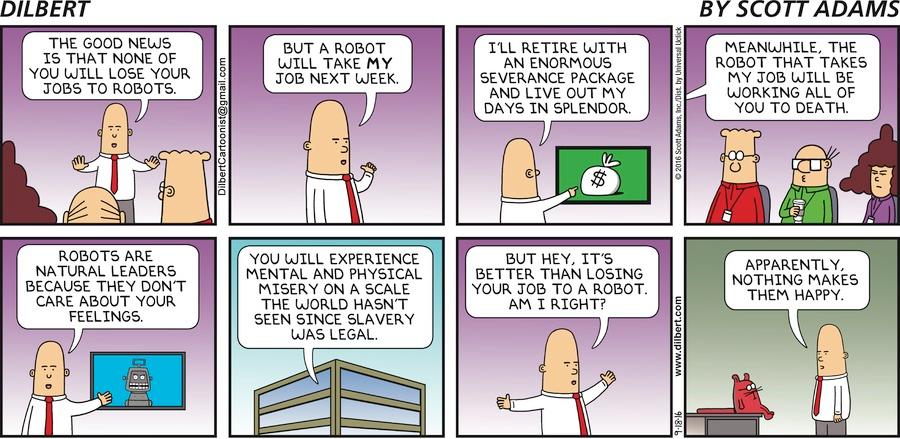 DILBERT
BY SCOTT ADAMS
THE GOOD NEWS
IS THAT NONE OF
YOU WILL LOSE YOUR
JOBS TO ROBOTS.
DilbertCartoonist@gmail.com
BUT A ROBOT
WILL TAKE MY
JOB NEXT WEEK.
I'LL RETIRE WITH
AN ENORMOUS
SEVERANCE PACKAGE
AND LIVE OUT MY
DAYS IN SPLENDOR.
$
© 2016 Scott Adams, Inc./Dist. by Universal Uclick
MEANWHILE, THE
ROBOT THAT TAKES
MY JOB WILL BE
WORKING ALL OF
YOU TO DEATH.
ROBOTS ARE
NATURAL LEADERS
BECAUSE THEY DON'T
CARE ABOUT YOUR
FEELINGS.
YOU WILL EXPERIENCE
MENTAL AND PHYSICAL
MISERY ON A SCALE
THE WORLD HASN'T
SEEN SINCE SLAVERY
WAS LEGAL.
BUT HEY, IT'S
BETTER THAN LOSING
YOUR JOB TO A ROBOT.
AM I RIGHT?
9-18-16
www.dilbert.com
APPARENTLY,
NOTHING MAKES
THEM HAPPY.